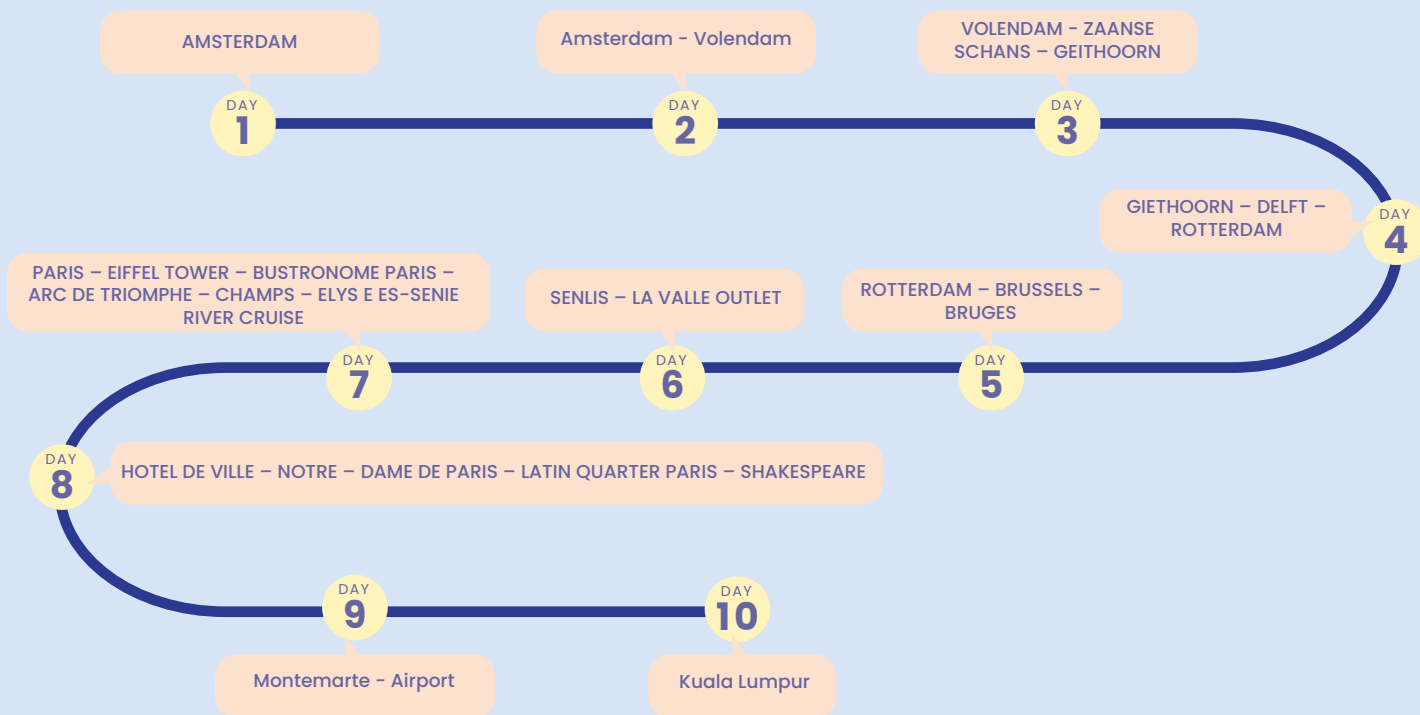 AMSTERDAM
DAY
1
Amsterdam - Volendam
DAY
2
VOLENDAM - ZAANSE
SCHANS – GEITHOORN
DAY
3
GIETHOORN – DELFT –
ROTTERDAM
DAY
4
ROTTERDAM – BRUSSELS –
BRUGES
DAY
5
SENLIS – LA VALLE OUTLET
DAY
6
PARIS – EIFFEL TOWER – BUSTRONOME PARIS –
ARC DE TRIOMPHE – CHAMPS – ELYS E ES-SENIE
RIVER CRUISE
DAY
7
DAY
8
HOTEL DE VILLE – NOTRE – DAME DE PARIS – LATIN QUARTER PARIS – SHAKESPEARE
DAY
9
Montemarte - Airport
DAY
10
Kuala Lumpur